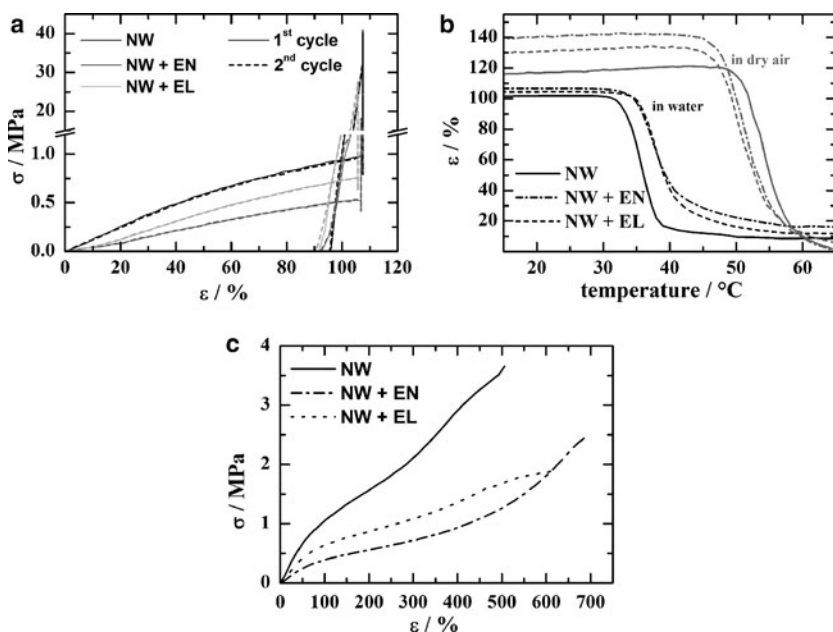 a
NW
NW + EN
NW + EL
1st cycle
2nd cycle
σ / MPa
40
30
20
1.0
0.5
0.0
0 20 40 60 80 100 120
ε / %
b
in dry air
in water
NW
NW + EN
NW + EL
ε / %
140
120
100
80
60
40
20
20 30 40 50 60
temperature / °C
c
NW
NW + EN
NW + EL
σ / MPa
4
3
2
1
0
0 100 200 300 400 500 600 700
ε / %